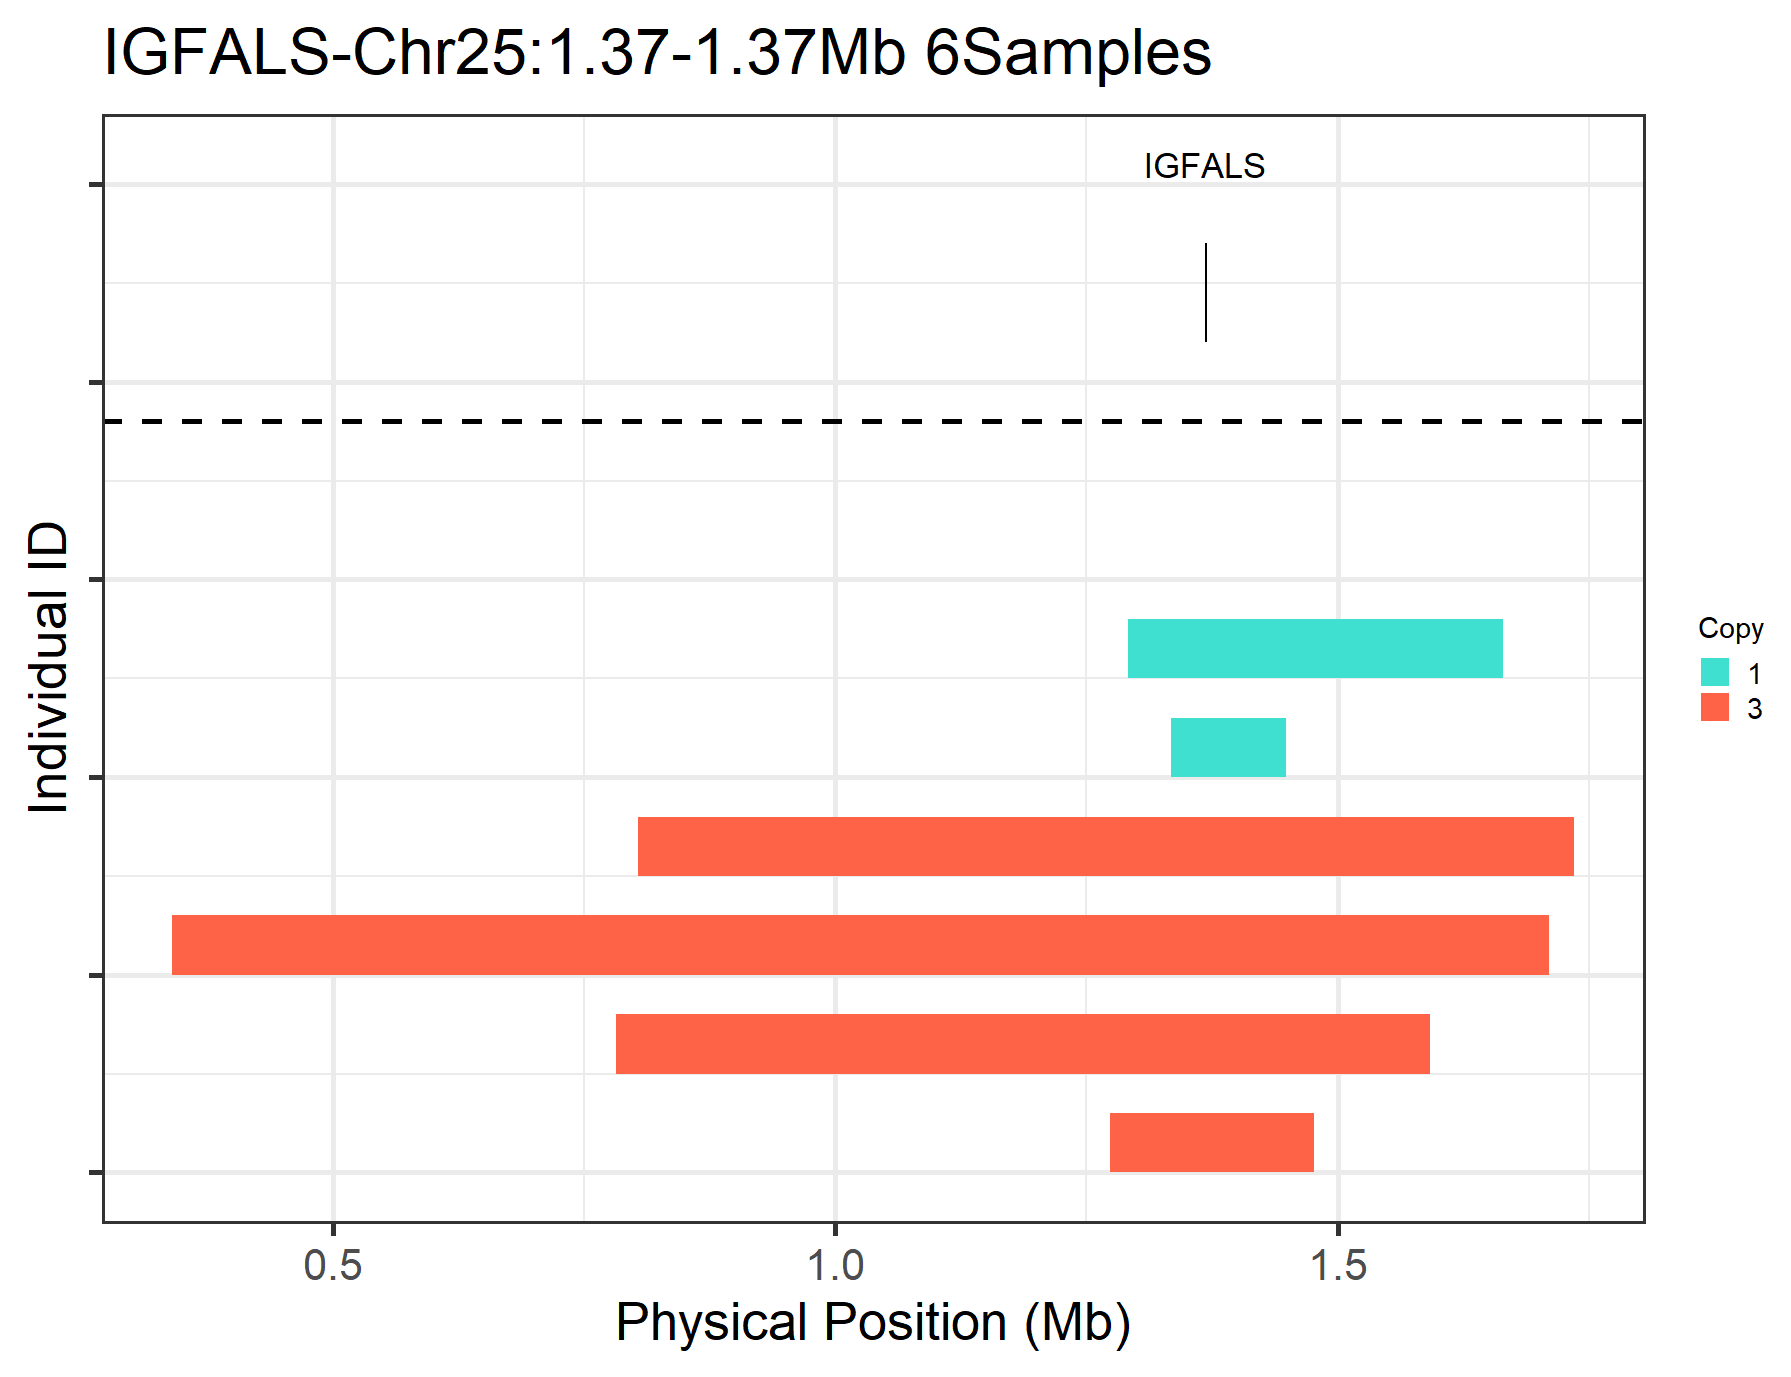 IGFALS-Chr25:1.37-1.37Mb 6Samples
IGFALS
Individual ID
Copy
1
3
0.5 1.0 1.5
Physical Position (Mb)